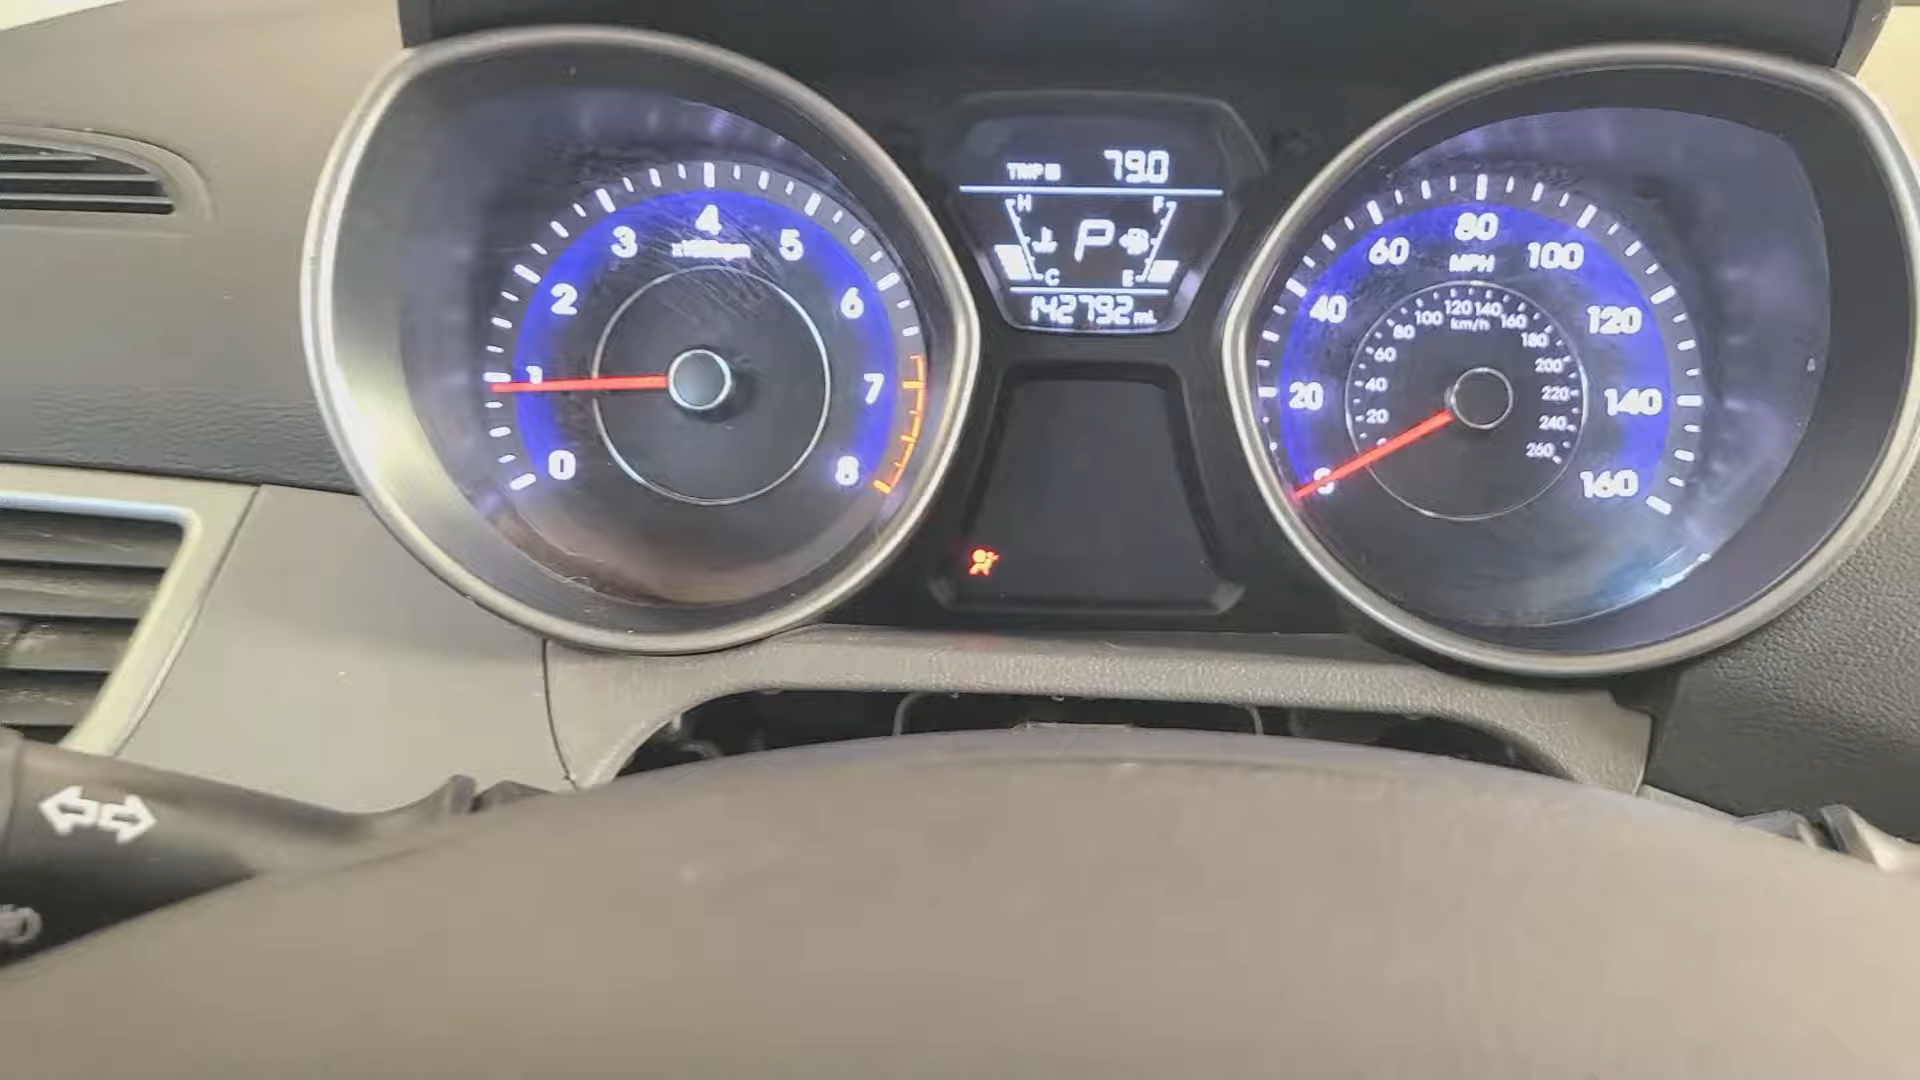 0 1 2 3 4 5 6 7 8
TRIP 79.0
H F
P
C E
142792 mi
0 20 40 60 80 100 120 140 160
MPH
20 40 60 80 100 120 140 160 180 200 220 240 260
km/h